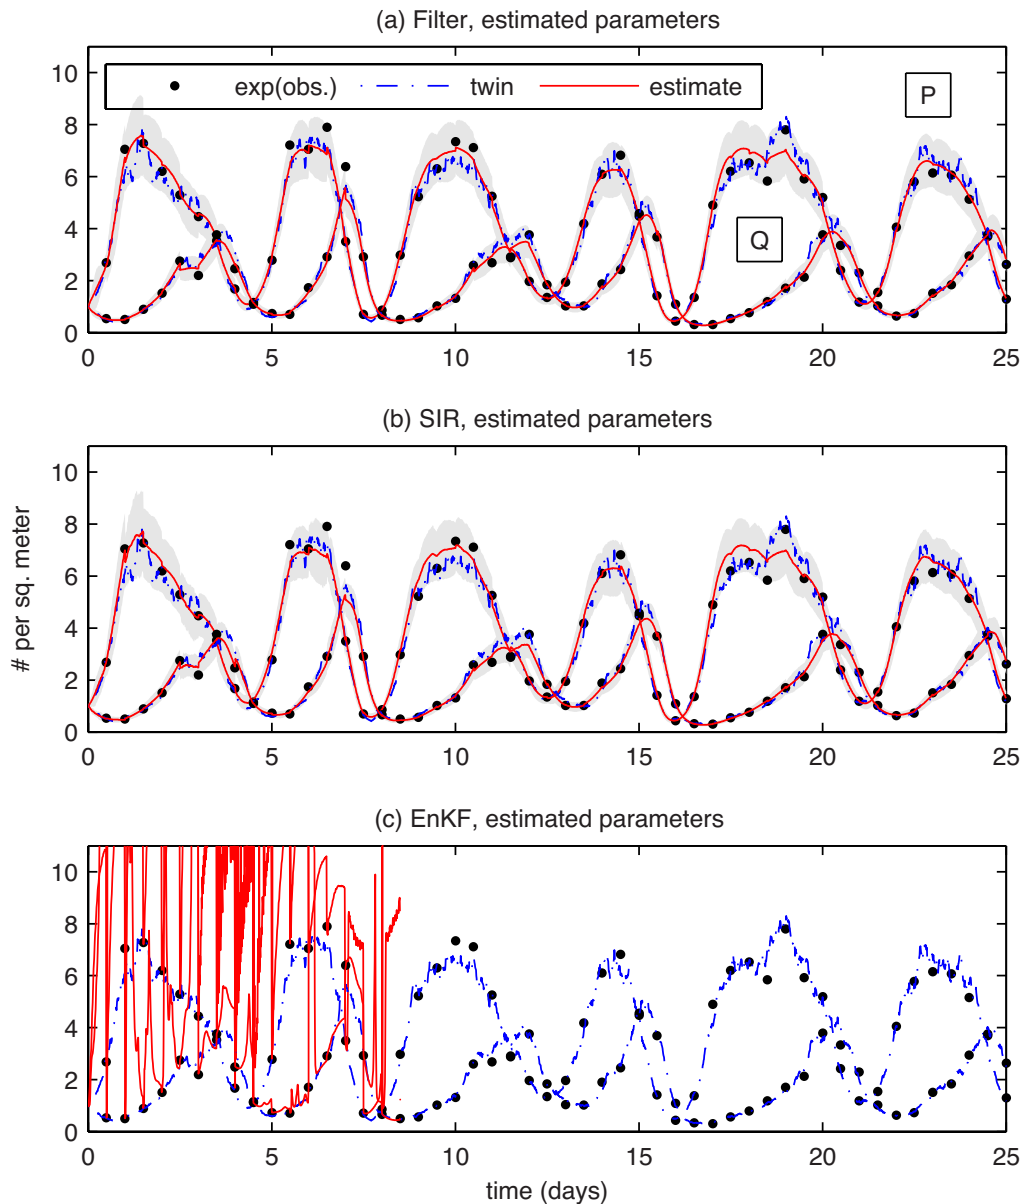 (a) Filter, estimated parameters
10
8
6
4
2
0
exp(obs.) twin estimate
P
Q
0 5 10 15 20 25
(b) SIR, estimated parameters
# per sq. meter
10
8
6
4
2
0
0 5 10 15 20 25
(c) EnKF, estimated parameters
10
8
6
4
2
0
0 5 10 15 20 25
time (days)